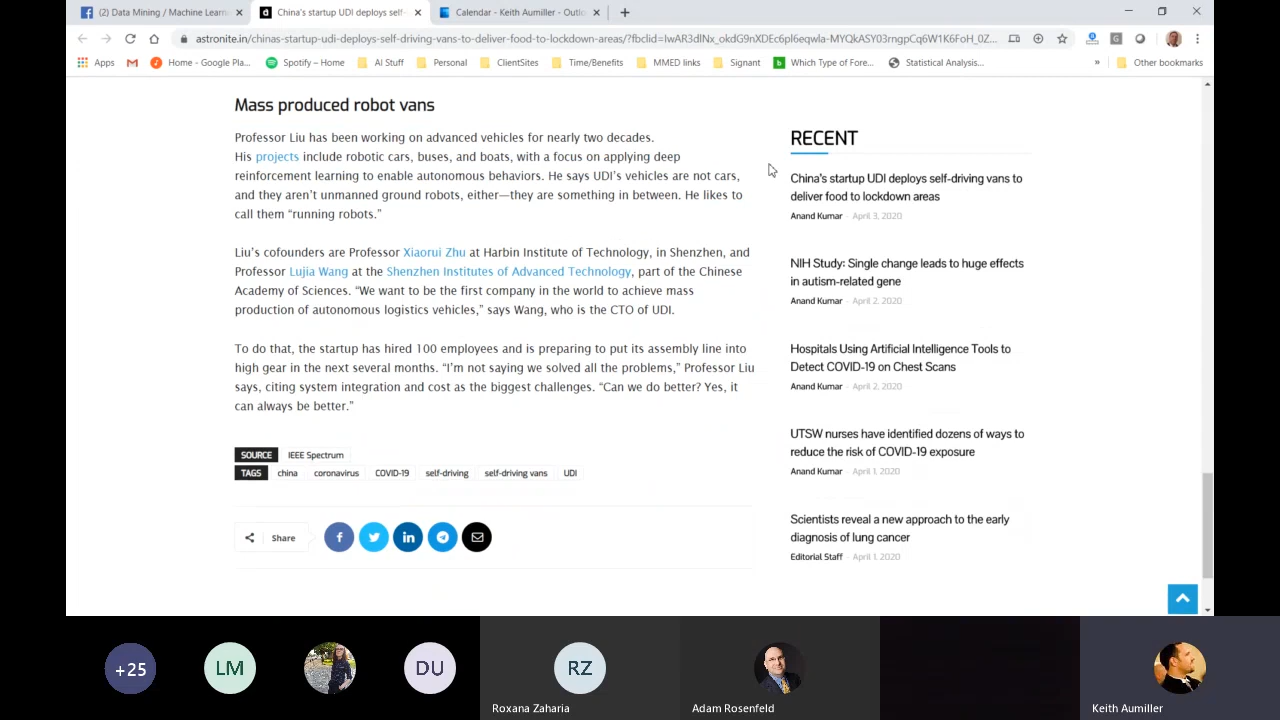 (2) Data Mining / Machine Learn
China's startup UDI deploys self-
Calendar - Keith Aumiller - Outlo
astronite.in/chinas-startup-udi-deploys-self-driving-vans-to-deliver-food-to-lockdown-areas/?fbclid=
Apps
Home - Google Pla...
Spotify – Home
AI Stuff
Personal
ClientSites
Time/Benefits
MMED links
Signant
Which Type of Fore...
Statistical Analysis...
»
Other bookmarks
Mass produced robot vans
Professor Liu has been working on advanced vehicles for nearly two decades.
His projects include robotic cars, buses, and boats, with a focus on applying deep
reinforcement learning to enable autonomous behaviors. He says UDI's vehicles are not cars,
and they aren't unmanned ground robots, either—they are something in between. He likes to
call them “running robots.”
Liu's cofounders are Professor Xiaorui Zhu at Harbin Institute of Technology, in Shenzhen, and
Professor Lujia Wang at the Shenzhen Institutes of Advanced Technology, part of the Chinese
Academy of Sciences. “We want to be the first company in the world to achieve mass
production of autonomous logistics vehicles,” says Wang, who is the CTO of UDI.
To do that, the startup has hired 100 employees and is preparing to put its assembly line into
high gear in the next several months. “I'm not saying we solved all the problems,” Professor Liu
says, citing system integration and cost as the biggest challenges. “Can we do better? Yes, it
can always be better.”
SOURCE IEEE Spectrum
TAGS china coronavirus COVID-19 self-driving self-driving vans UDI
Share
RECENT
China's startup UDI deploys self-driving vans to
deliver food to lockdown areas
Anand Kumar - April 3, 2020
NIH Study: Single change leads to huge effects
in autism-related gene
Anand Kumar - April 2, 2020
Hospitals Using Artificial Intelligence Tools to
Detect COVID-19 on Chest Scans
Anand Kumar - April 2, 2020
UTSW nurses have identified dozens of ways to
reduce the risk of COVID-19 exposure
Anand Kumar - April 1, 2020
Scientists reveal a new approach to the early
diagnosis of lung cancer
Editorial Staff - April 1, 2020
+25
LM
DU
RZ
Roxana Zaharia
Adam Rosenfeld
Keith Aumiller